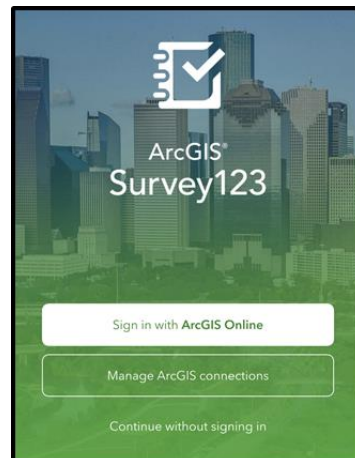 ArcGIS®
Survey123
Sign in with ArcGIS Online
Manage ArcGIS connections
Continue without signing in